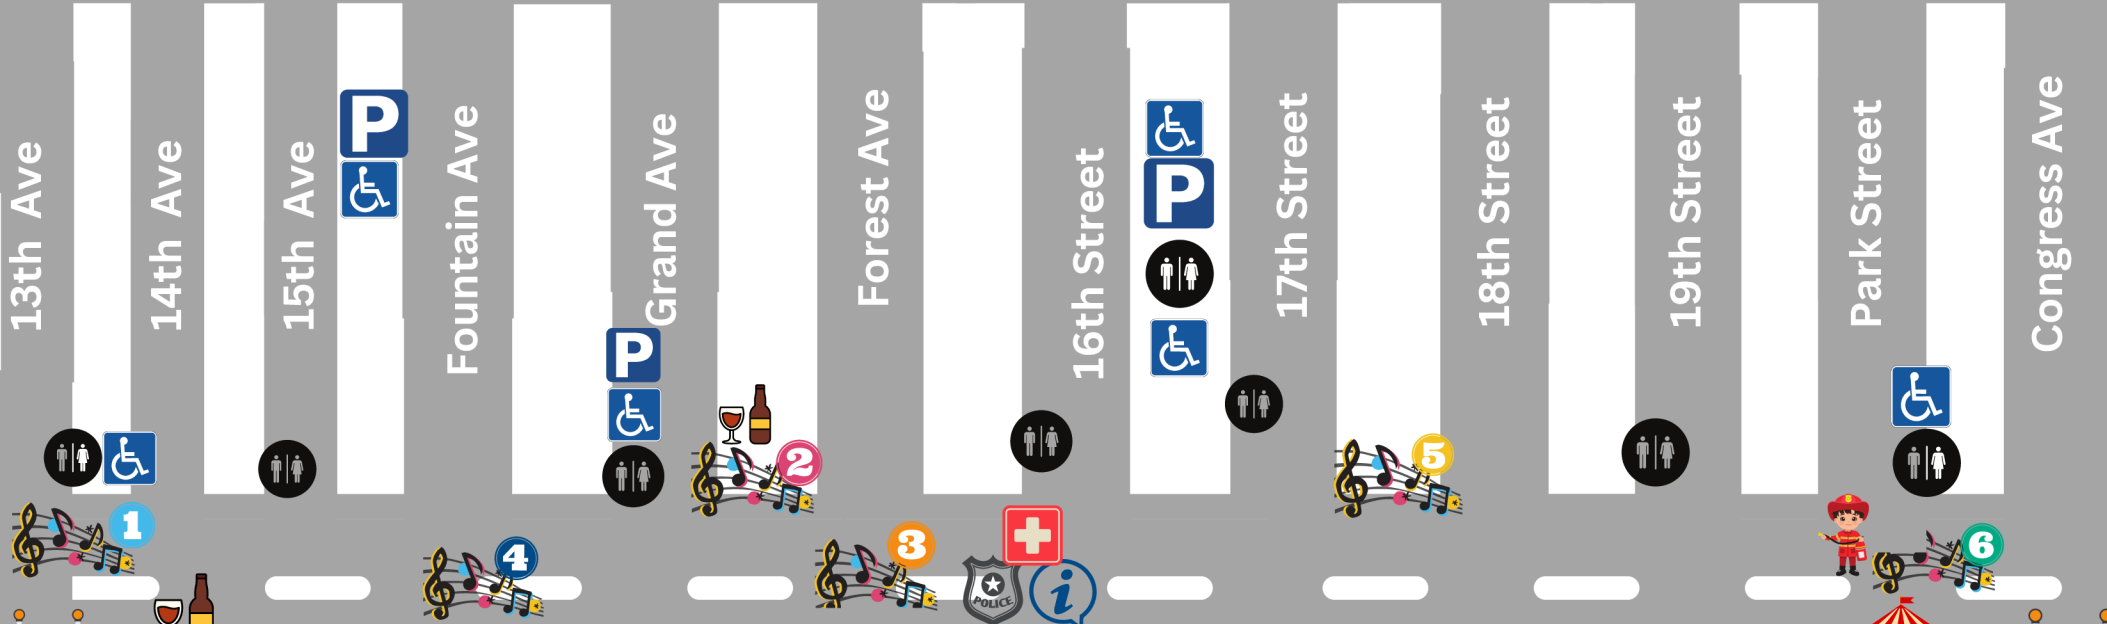 13th Ave
14th Ave
15th Ave
P
Fountain Ave
P
Grand Ave
Forest Ave
16th Street
P
17th Street
18th Street
19th Street
Park Street
Congress Ave
1
4
2
3
POLICE
i
5
6